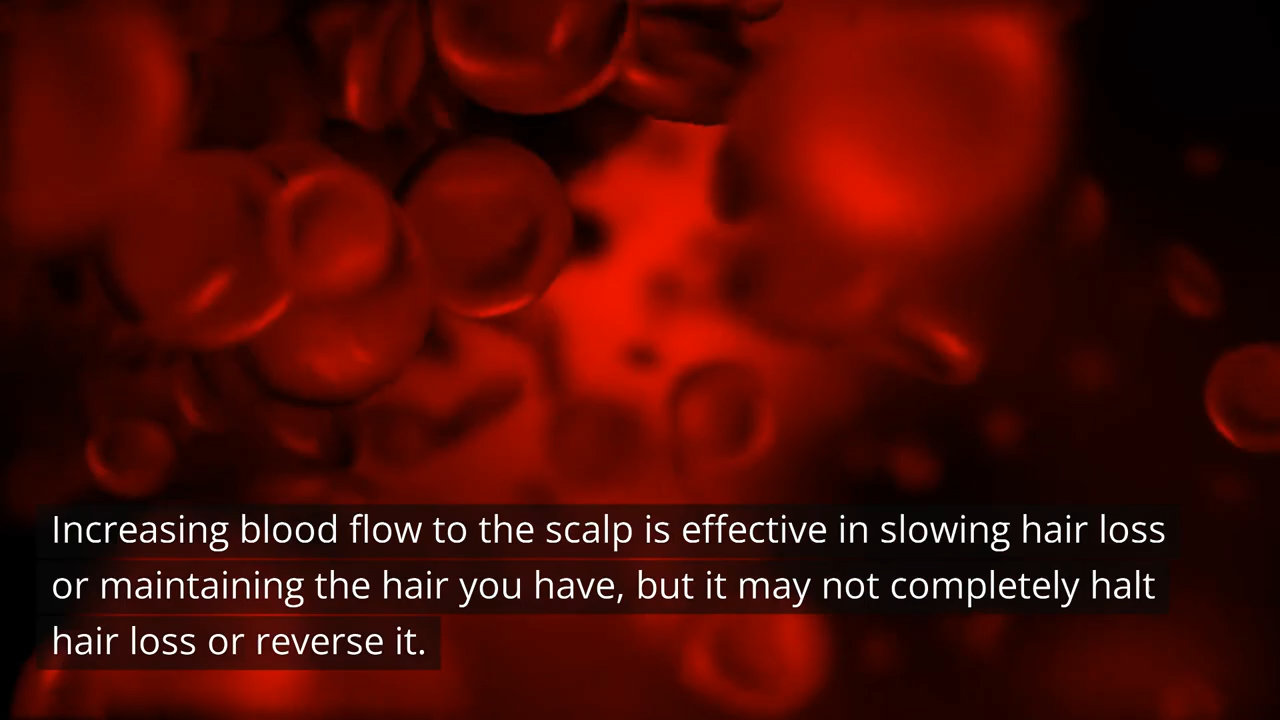 Increasing blood flow to the scalp is effective in slowing hair loss
or maintaining the hair you have, but it may not completely halt
hair loss or reverse it.